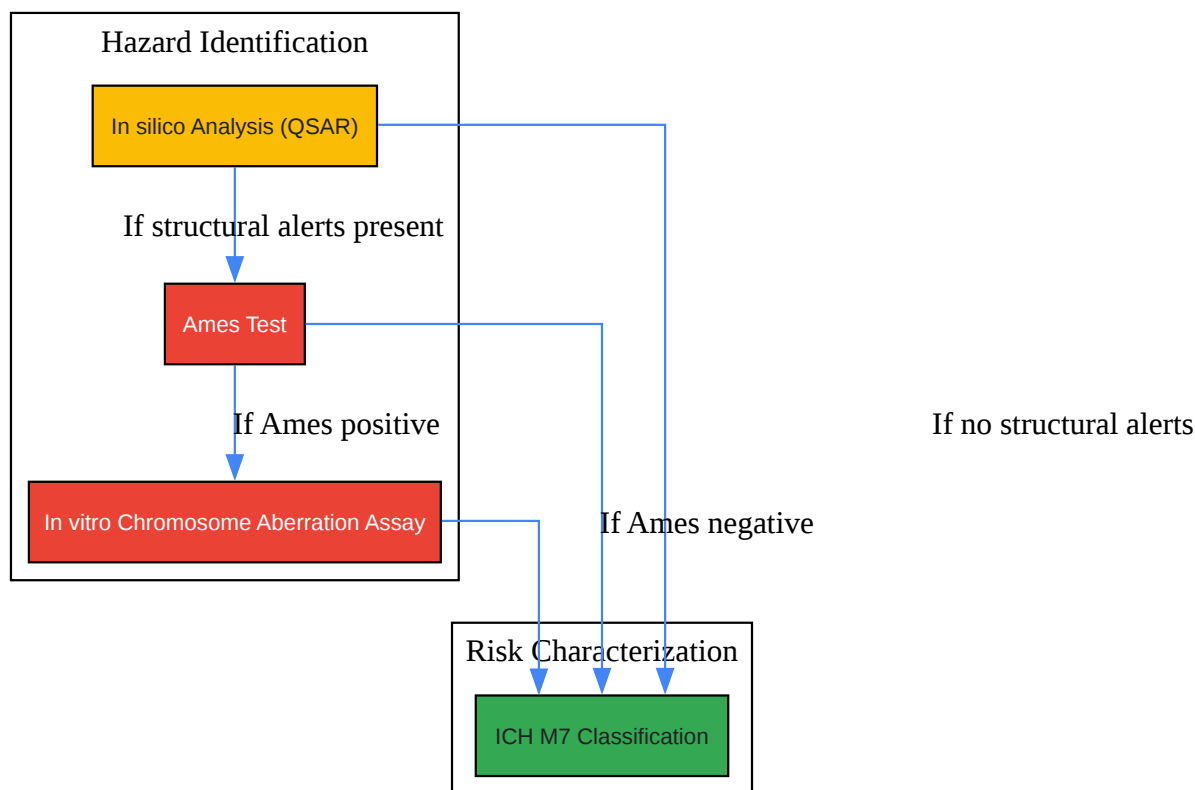 Hazard Identification
In silico Analysis (QSAR)
If structural alerts present
Ames Test
If Ames positive
If no structural alerts
In vitro Chromosome Aberration Assay
If Ames negative
Risk Characterization
ICH M7 Classification